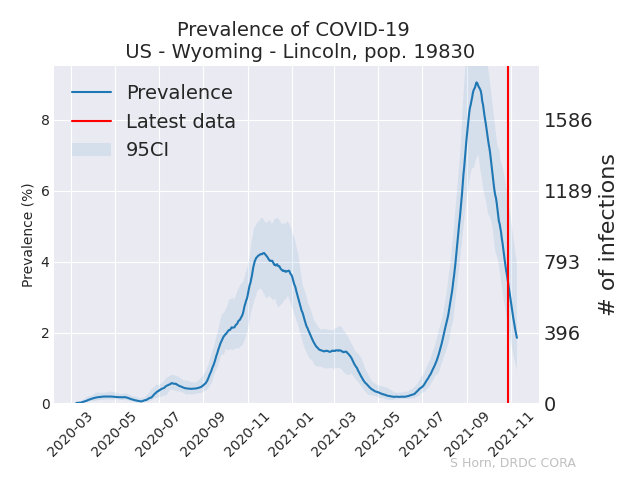 Prevalence of COVID-19
US - Wyoming - Lincoln, pop. 19830
Prevalence
Latest data
95CI
Prevalence (%)
8
6
4
2
0
1586
1189
793
396
0
# of infections
2020-03
2020-05
2020-07
2020-09
2020-11
2021-01
2021-03
2021-05
2021-07
2021-09
2021-11
S Horn, DRDC CORA